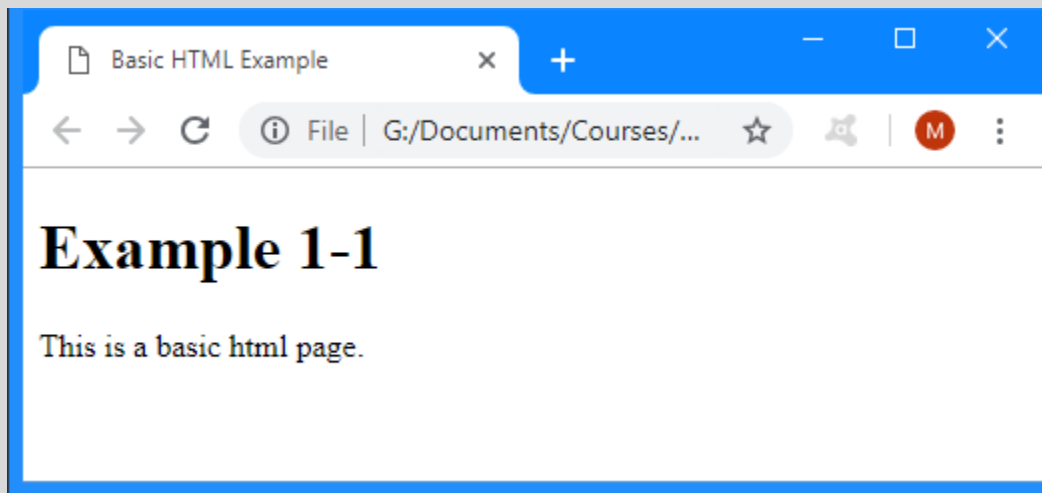 Basic HTML Example
File G:/Documents/Courses/...
M
Example 1-1
This is a basic html page.